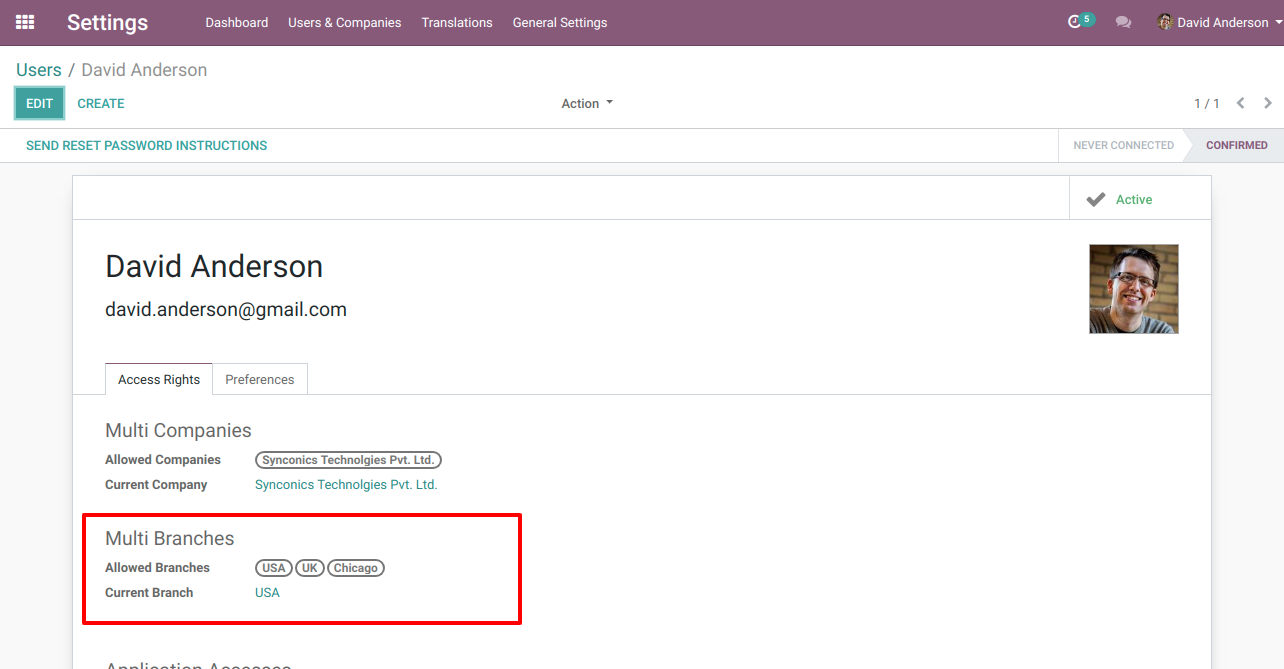 Settings Dashboard Users & Companies Translations General Settings 5 David Anderson
Users / David Anderson
EDIT CREATE Action 1 / 1
SEND RESET PASSWORD INSTRUCTIONS NEVER CONNECTED CONFIRMED
Active
David Anderson
david.anderson@gmail.com
Access Rights Preferences
Multi Companies
Allowed Companies Synconics Technolgies Pvt. Ltd.
Current Company Synconics Technolgies Pvt. Ltd.
Multi Branches
Allowed Branches USA UK Chicago
Current Branch USA
Application Accesses